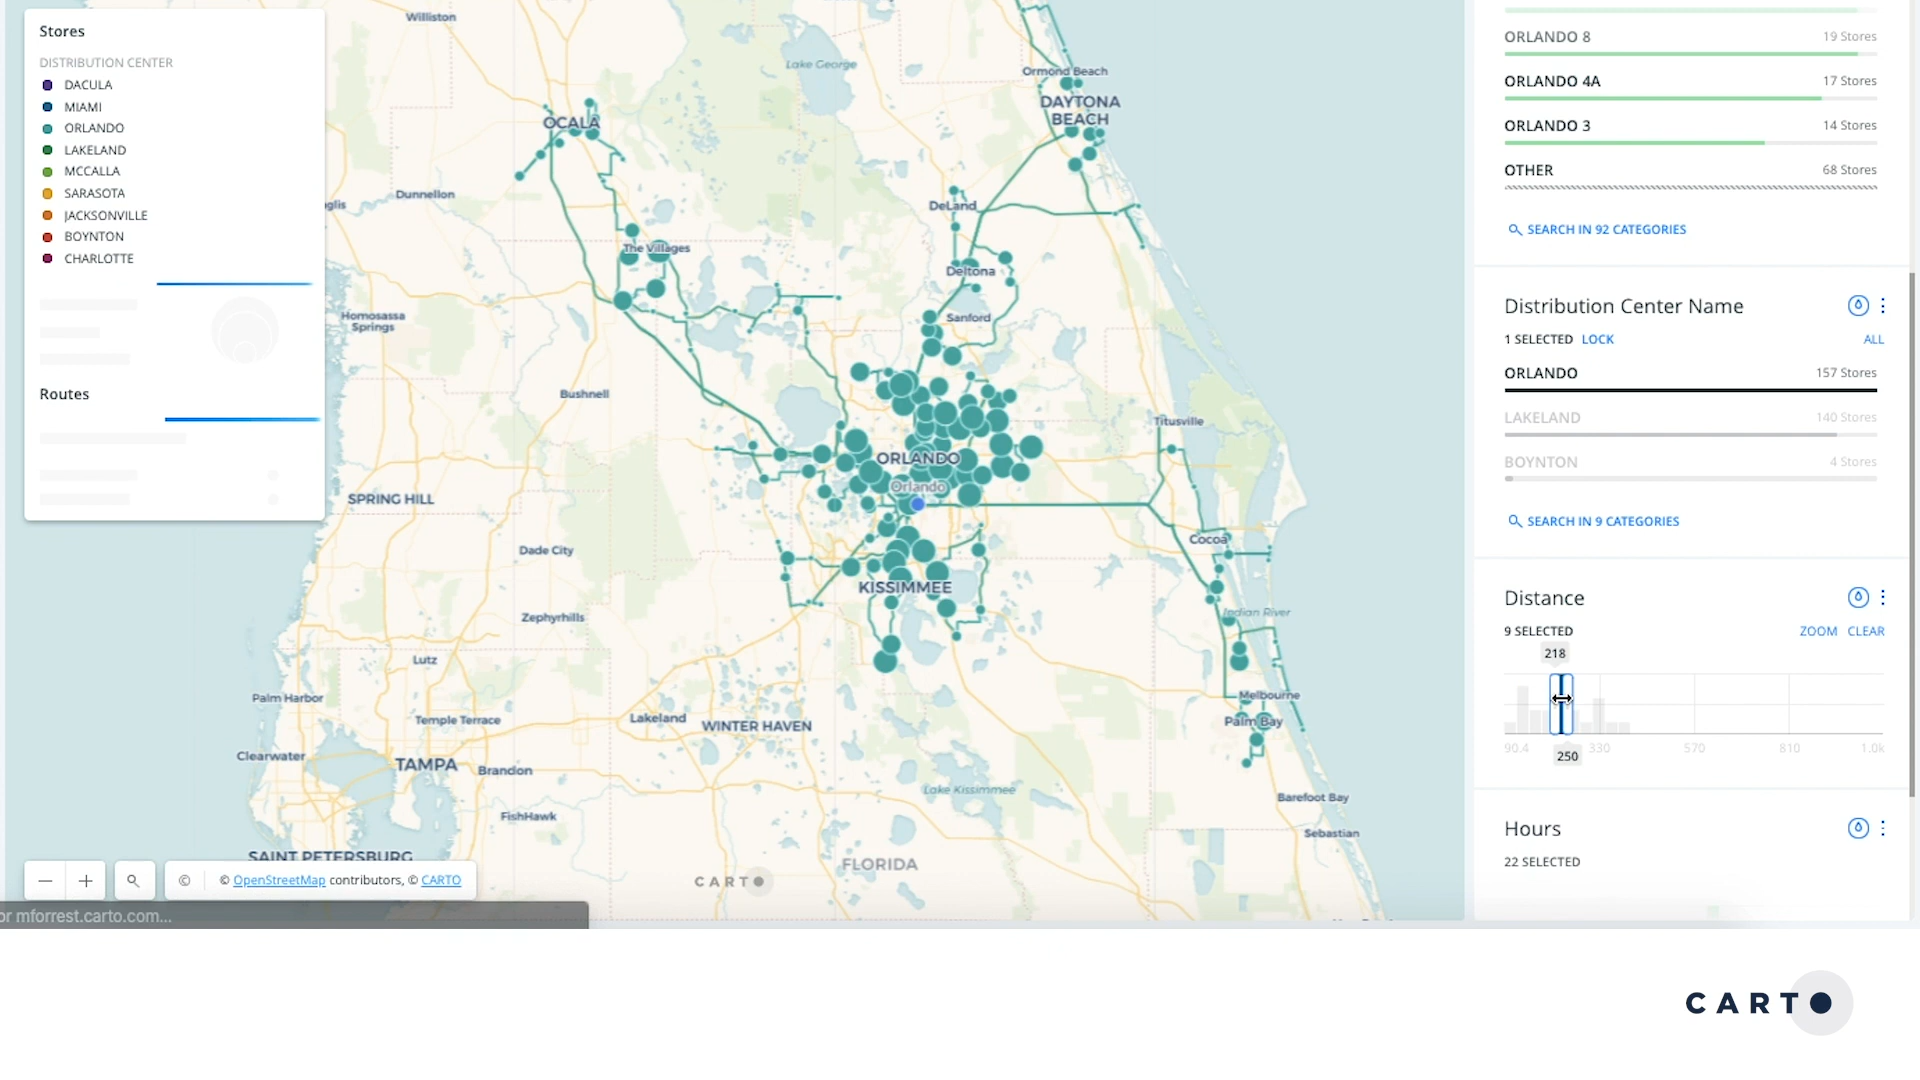 Stores
DISTRIBUTION CENTER
DACULA
MIAMI
ORLANDO
LAKELAND
MCCALLA
SARASOTA
JACKSONVILLE
BOYNTON
CHARLOTTE
Routes
Williston
Lake George
Ormond Beach
DAYTONA
BEACH
OCALA
Dunnellon
glis
DeLand
The Villages
Deltona
Homosassa
Springs
Sanford
Bushnell
Titusville
ORLANDO
Orlando
SPRING HILL
Dade City
Cocoa
KISSIMMEE
Indian River
Zephyrhills
Lutz
Palm Harbor
Temple Terrace
Lakeland
WINTER HAVEN
Melbourne
Palm Bay
Clearwater
TAMPA
Brandon
Lake Kissimmee
Barefoot Bay
FishHawk
Sebastian
SAINT PETERSBURG
FLORIDA
© © OpenStreetMap contributors, © CARTO
CARTO
or mforrest.carto.com...
ORLANDO 8 19 Stores
ORLANDO 4A 17 Stores
ORLANDO 3 14 Stores
OTHER 68 Stores
SEARCH IN 92 CATEGORIES
Distribution Center Name
1 SELECTED LOCK ALL
ORLANDO 157 Stores
LAKELAND 140 Stores
BOYNTON 4 Stores
SEARCH IN 9 CATEGORIES
Distance
9 SELECTED ZOOM CLEAR
218
90.4 330 570 810 1.0k
250
Hours
22 SELECTED
CARTO